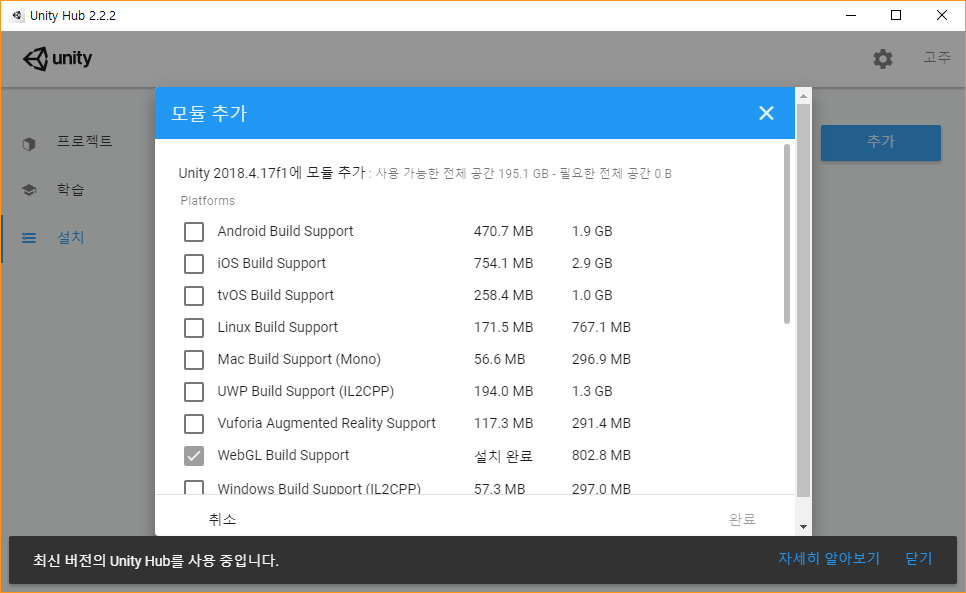 Unity Hub 2.2.2
unity
고주
프로젝트
학습
설치
추가
모듈 추가
Unity 2018.4.17f1에 모듈 추가 : 사용 가능한 전체 공간 195.1 GB - 필요한 전체 공간 0 B
Platforms
Android Build Support 470.7 MB 1.9 GB
iOS Build Support 754.1 MB 2.9 GB
tvOS Build Support 258.4 MB 1.0 GB
Linux Build Support 171.5 MB 767.1 MB
Mac Build Support (Mono) 56.6 MB 296.9 MB
UWP Build Support (IL2CPP) 194.0 MB 1.3 GB
Vuforia Augmented Reality Support 117.3 MB 291.4 MB
WebGL Build Support 설치 완료 802.8 MB
Windows Build Support (IL2CPP) 57.3 MB 297.0 MB
취소 완료
최신 버전의 Unity Hub를 사용 중입니다. 자세히 알아보기 닫기